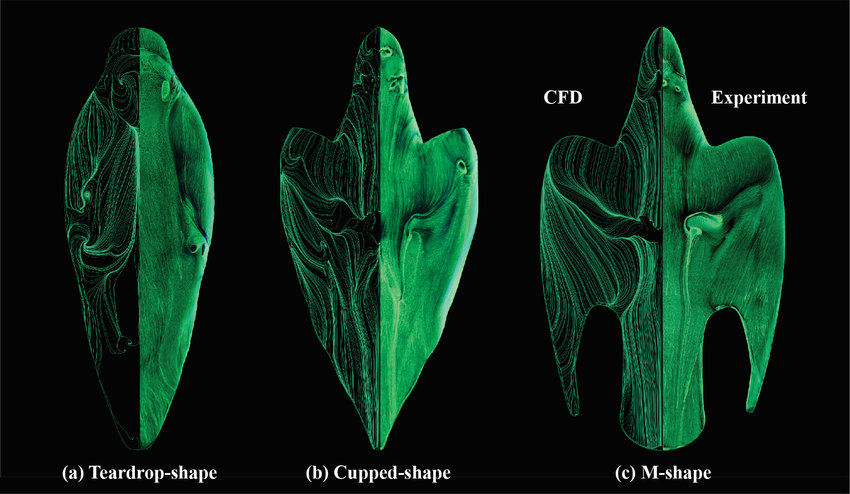 CFD
Experiment
(a) Teardrop-shape
(b) Cupped-shape
(c) M-shape